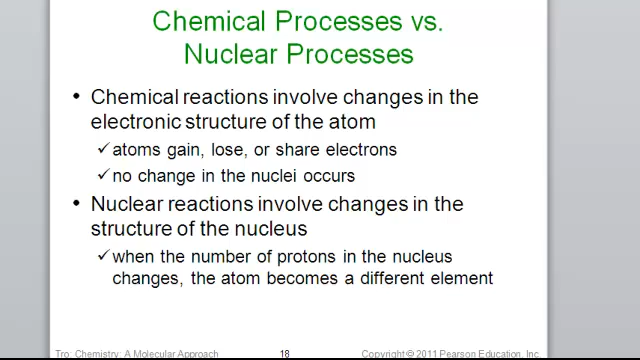 Chemical Processes vs.
Nuclear Processes
• Chemical reactions involve changes in the
electronic structure of the atom
✓ atoms gain, lose, or share electrons
✓ no change in the nuclei occurs
• Nuclear reactions involve changes in the
structure of the nucleus
✓ when the number of protons in the nucleus
changes, the atom becomes a different element
Tro: Chemistry: A Molecular Approach 18 Copyright © 2011 Pearson Education, Inc.